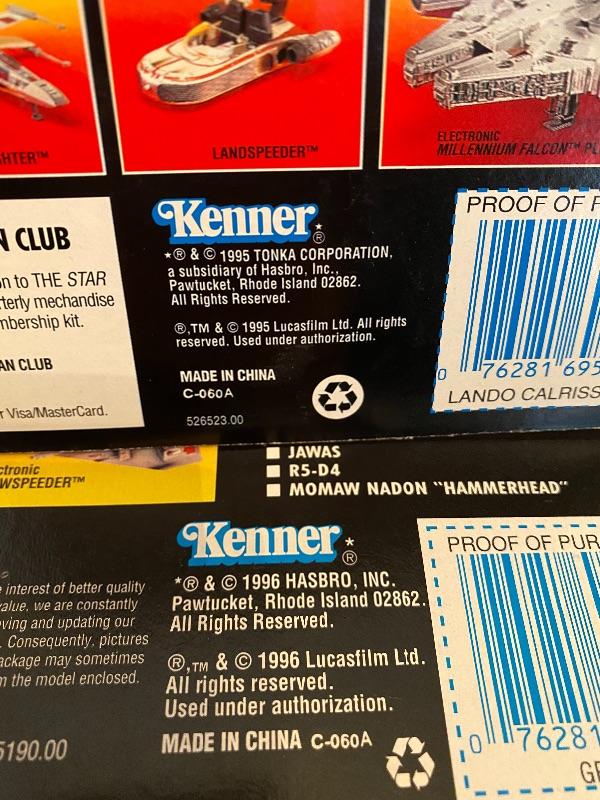 HTER™
LANDSPEEDER™
ELECTRONIC
MILLENNIUM FALCON™ PL
N CLUB
on to THE STAR
rterly mechandise
mbership kit.
AN CLUB
r Visa/MasterCard.
Kenner®
*® & © 1995 TONKA CORPORATION,
a subsidiary of Hasbro, Inc.,
Pawtucket, Rhode Island 02862.
All Rights Reserved.
®,TM & © 1995 Lucasfilm Ltd. All rights
reserved. Used under authorization.
MADE IN CHINA
C-060A
526523.00
PROOF OF P
0 76281 695
LANDO CALRISS
ctronic
WSPEEDER™
■ JAWAS
■ R5-D4
■ MOMAW NADON "HAMMERHEAD"
interest of better quality
value, we are constantly
oving and updating our
. Consequently, pictures
ackage may sometimes
m the model enclosed.
5190.00
Kenner*®
*® & © 1996 HASBRO, INC.
Pawtucket, Rhode Island 02862.
All Rights Reserved.
®,TM & © 1996 Lucasfilm Ltd.
All rights reserved.
Used under authorization.
MADE IN CHINA C-060A
PROOF OF PUR
0 76281
GR